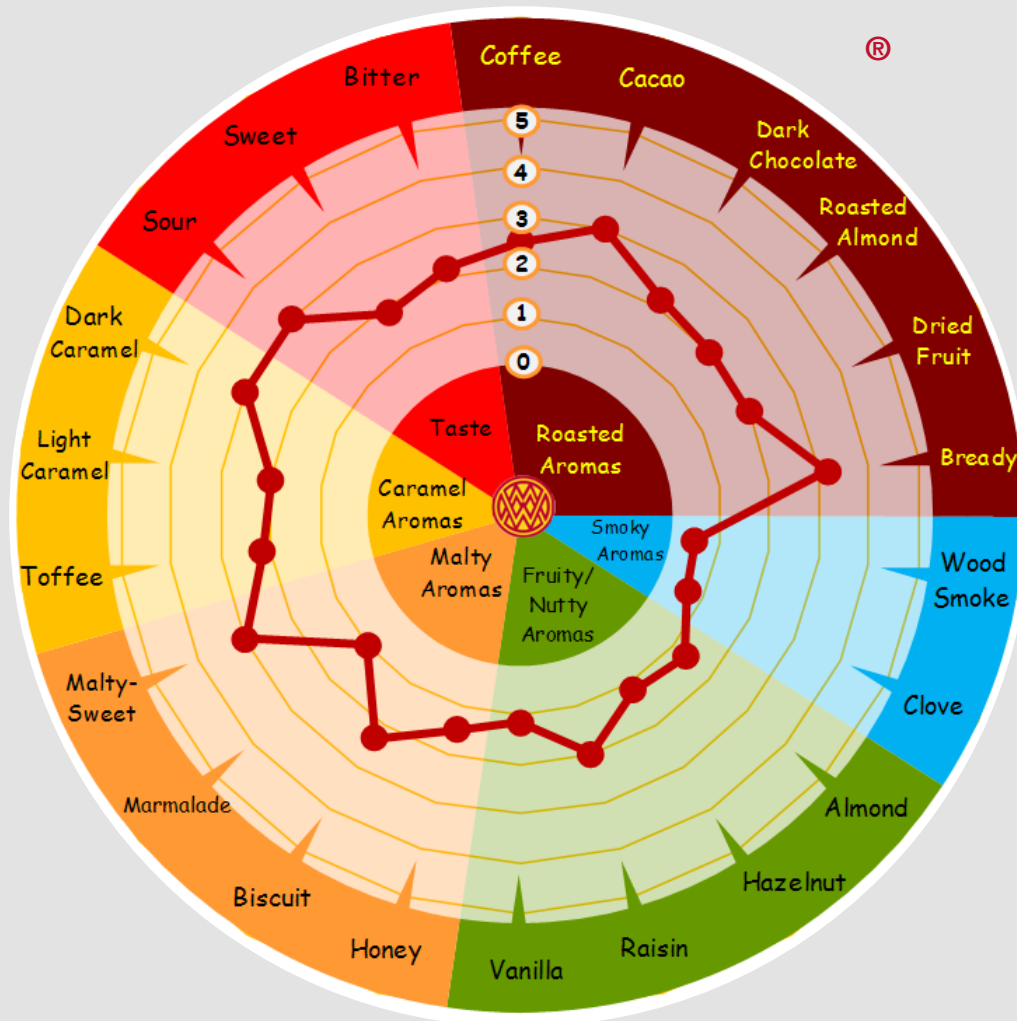 ®
Coffee
Cacao
Dark
Chocolate
Roasted
Almond
Dried
Fruit
Bready
Wood
Smoke
Clove
Almond
Hazelnut
Raisin
Vanilla
Honey
Biscuit
Marmalade
Malty-
Sweet
Toffee
Light
Caramel
Dark
Caramel
Sour
Sweet
Bitter
5
4
3
2
1
0
Taste
Roasted
Aromas
Caramel
Aromas
Smoky
Aromas
Malty
Aromas
Fruity/
Nutty
Aromas